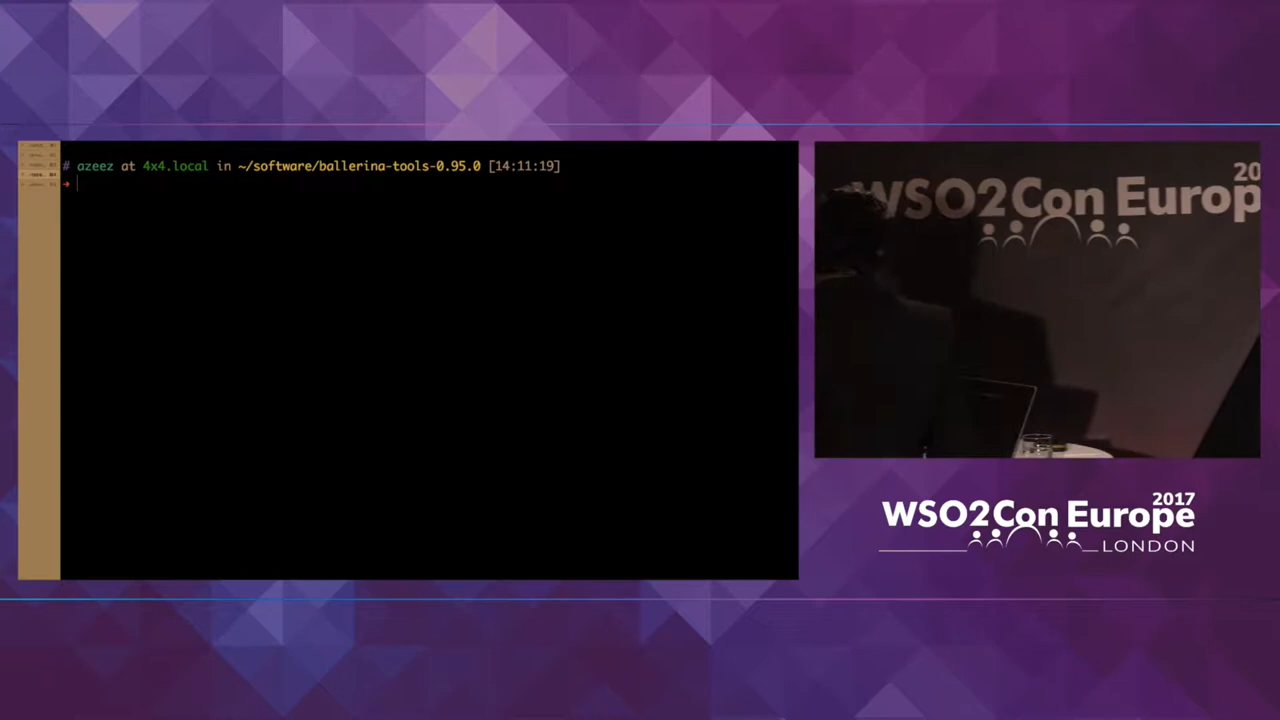 # azeez at 4x4.local in ~/software/ballerina-tools-0.95.0 [14:11:19]
➜
20
WSO2Con Europ
2017
WSO2Con Europe
LONDON